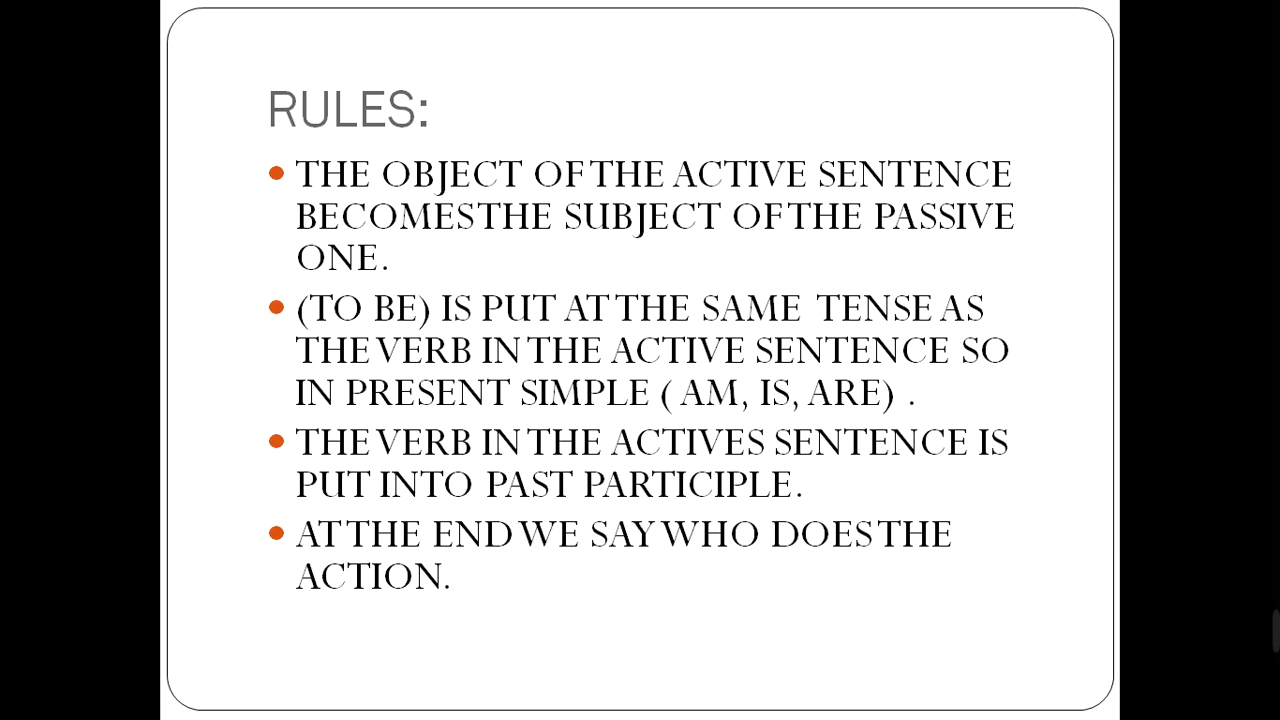 RULES:
• THE OBJECT OF THE ACTIVE SENTENCE
BECOMES THE SUBJECT OF THE PASSIVE
ONE.
• (TO BE) IS PUT AT THE SAME TENSE AS
THE VERB IN THE ACTIVE SENTENCE SO
IN PRESENT SIMPLE ( AM, IS, ARE) .
• THE VERB IN THE ACTIVES SENTENCE IS
PUT INTO PAST PARTICIPLE.
• AT THE END WE SAY WHO DOES THE
ACTION.